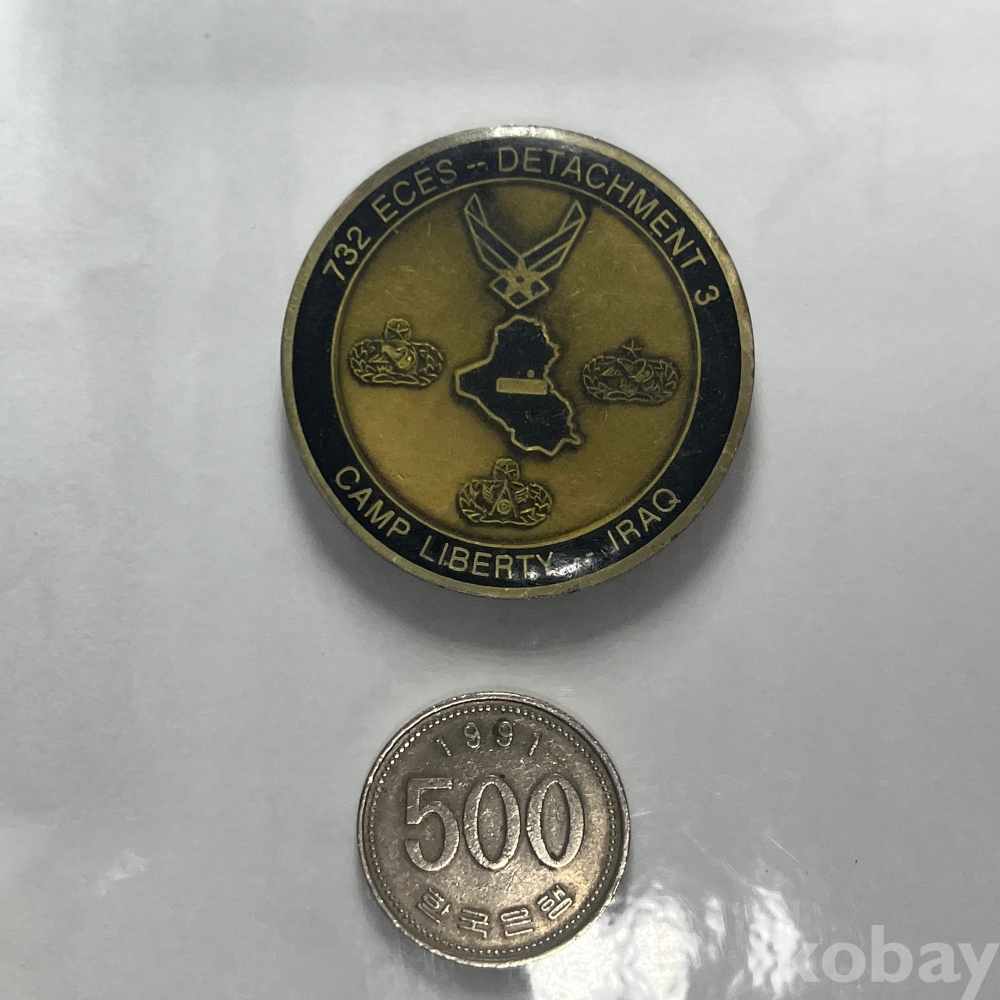 732 ECES -- DETACHMENT 3
CAMP LIBERTY -- IRAQ
1991
500
한국은행
kobay